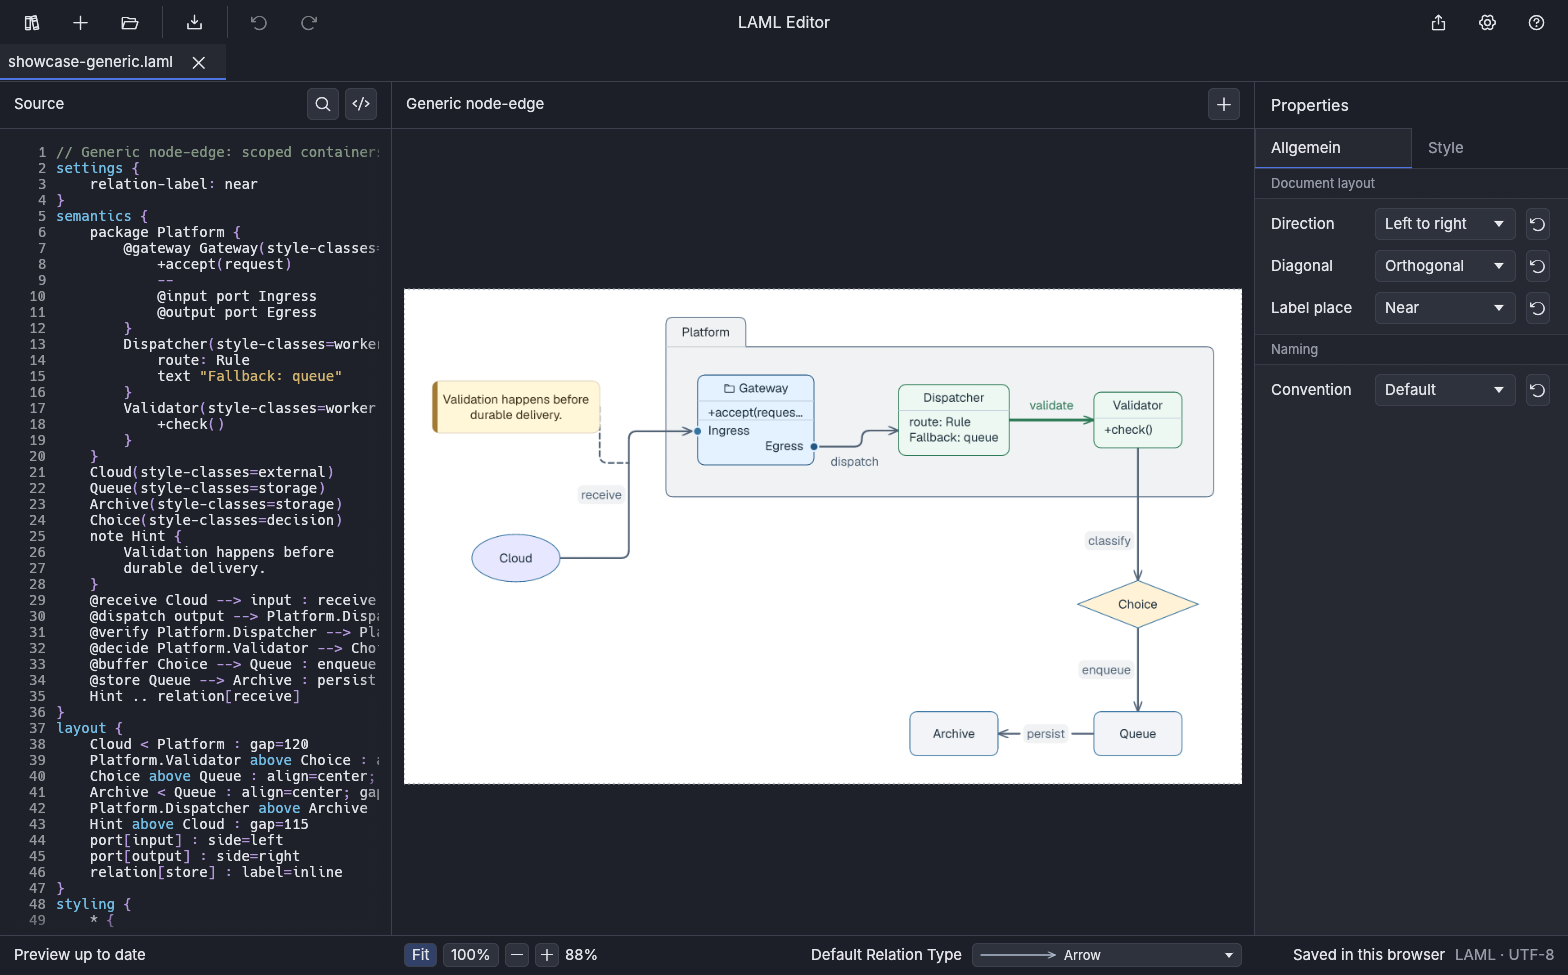 LAML Editor
showcase-generic.laml
Source
Generic node-edge
Properties
Allgemein
Style
Document layout
Direction
Left to right
Diagonal
Orthogonal
Label place
Near
Naming
Convention
Default
1 // Generic node-edge: scoped containers
2 settings {
3 relation-label: near
4 }
5 semantics {
6 package Platform {
7 @gateway Gateway(style-classes=
8 +accept(request)
9 --
10 @input port Ingress
11 @output port Egress
12 }
13 Dispatcher(style-classes=worker
14 route: Rule
15 text "Fallback: queue"
16 }
17 Validator(style-classes=worker
18 +check()
19 }
20 }
21 Cloud(style-classes=external)
22 Queue(style-classes=storage)
23 Archive(style-classes=storage)
24 Choice(style-classes=decision)
25 note Hint {
26 Validation happens before
27 durable delivery.
28 }
29 @receive Cloud --> input : receive
30 @dispatch output --> Platform.Disp
31 @verify Platform.Dispatcher --> Pl
32 @decide Platform.Validator --> Cho
33 @buffer Choice --> Queue : enqueue
34 @store Queue --> Archive : persist
35 Hint .. relation[receive]
36 }
37 layout {
38 Cloud < Platform : gap=120
39 Platform.Validator above Choice :
40 Choice above Queue : align=center;
41 Archive < Queue : align=center; gap
42 Platform.Dispatcher above Archive
43 Hint above Cloud : gap=115
44 port[input] : side=left
45 port[output] : side=right
46 relation[store] : label=inline
47 }
48 styling {
49 * {
Platform
Validation happens before
durable delivery.
Gateway
+accept(reques...
Ingress
Egress
dispatch
Dispatcher
route: Rule
Fallback: queue
validate
Validator
+check()
receive
Cloud
classify
Choice
enqueue
Archive
persist
Queue
Preview up to date
Fit
100%
88%
Default Relation Type
Arrow
Saved in this browser
LAML · UTF-8